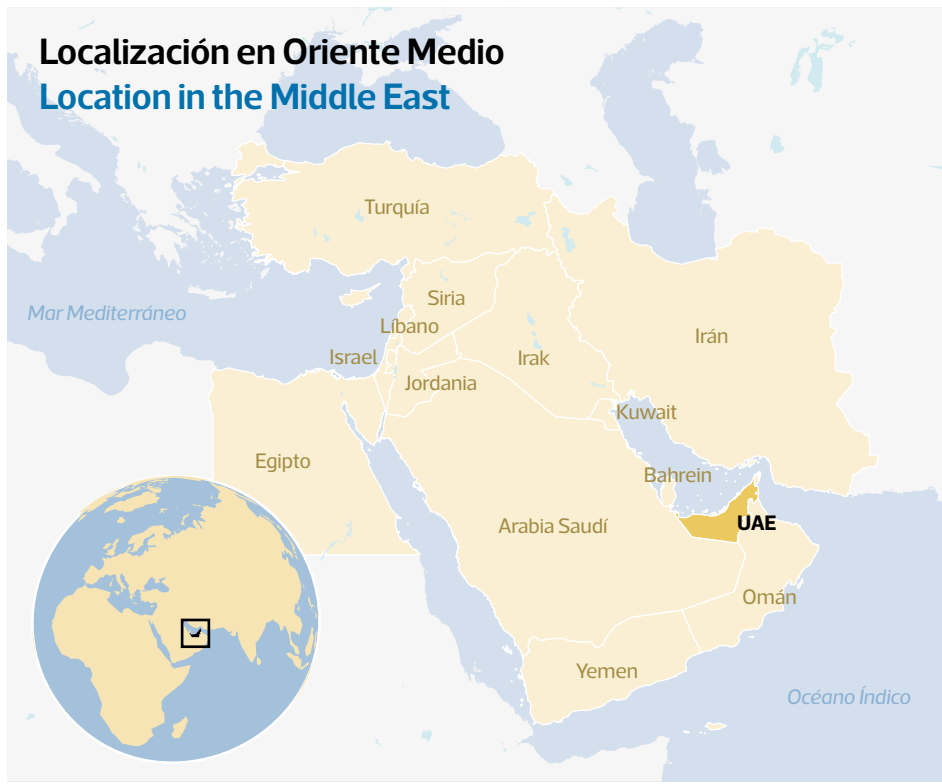 Localización en Oriente Medio
Location in the Middle East
Turquía
Siria
Mar Mediterráneo
Líbano
Irán
Israel
Irak
Jordania
Kuwait
Egipto
Bahrein
Arabia Saudí
UAE
Omán
Yemen
Océano Índico